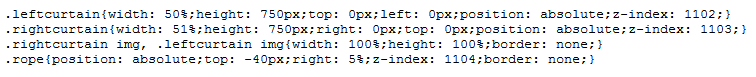 .leftcurtain{width: 50%;height: 750px;top: 0px;left: 0px;position: absolute;z-index: 1102;}
.rightcurtain{width: 51%;height: 750px;right: 0px;top: 0px;position: absolute;z-index: 1103;}
.rightcurtain img, .leftcurtain img{width: 100%;height: 100%;border: none;}
.rope{position: absolute;top: -40px;right: 5%;z-index: 1104;border: none;}